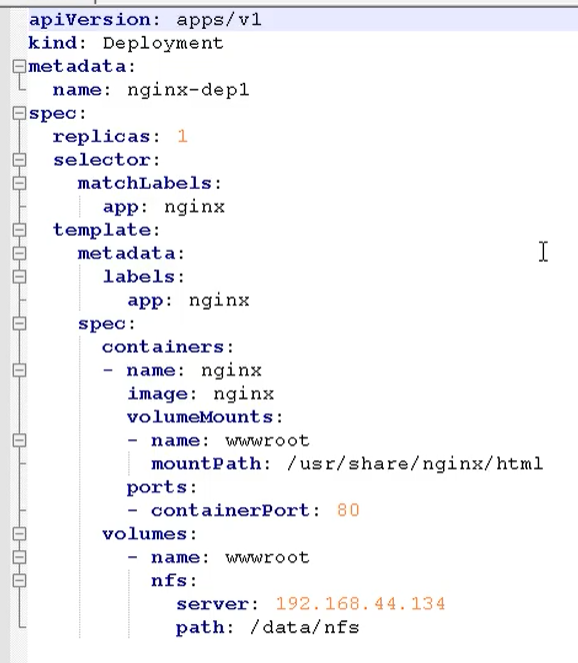 apiVersion: apps/v1
kind: Deployment
metadata:
  name: nginx-dep1
spec:
  replicas: 1
  selector:
    matchLabels:
      app: nginx
  template:
    metadata:
      labels:
        app: nginx
    spec:
      containers:
      - name: nginx
        image: nginx
        volumeMounts:
        - name: wwwroot
          mountPath: /usr/share/nginx/html
        ports:
        - containerPort: 80
      volumes:
        - name: wwwroot
          nfs:
            server: 192.168.44.134
            path: /data/nfs